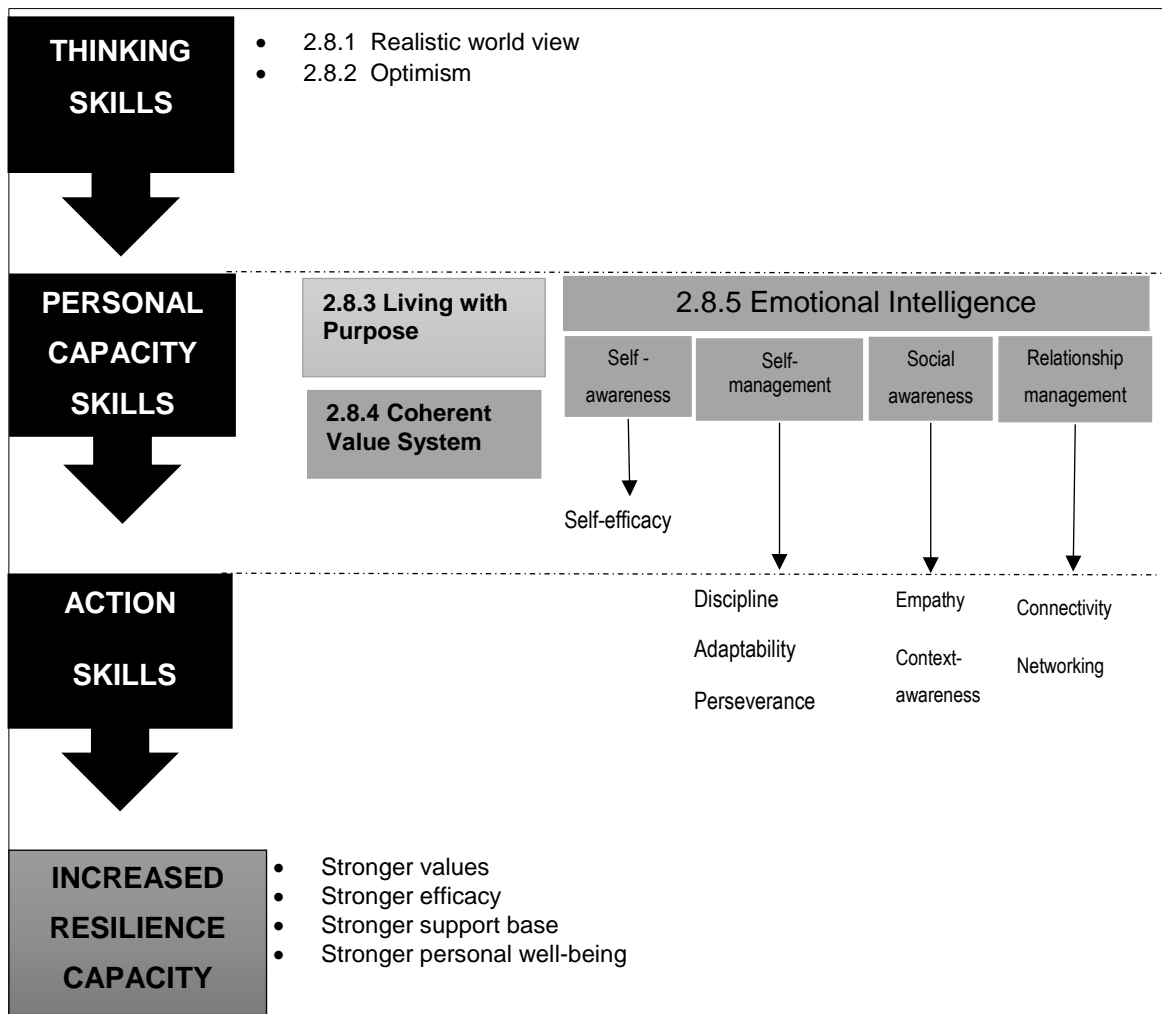 THINKING
SKILLS
• 2.8.1 Realistic world view
• 2.8.2 Optimism
PERSONAL
CAPACITY
SKILLS
2.8.3 Living with
Purpose
2.8.4 Coherent
Value System
2.8.5 Emotional Intelligence
Self -
awareness
Self-
management
Social
awareness
Relationship
management
Self-efficacy
ACTION
SKILLS
Discipline
Adaptability
Perseverance
Empathy
Context-
awareness
Connectivity
Networking
INCREASED
RESILIENCE
CAPACITY
• Stronger values
• Stronger efficacy
• Stronger support base
• Stronger personal well-being